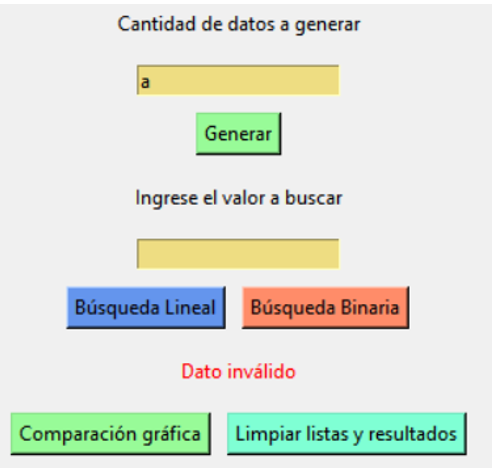 Cantidad de datos a generar
a
Generar
Ingrese el valor a buscar
Búsqueda Lineal Búsqueda Binaria
Dato inválido
Comparación gráfica Limpiar listas y resultados